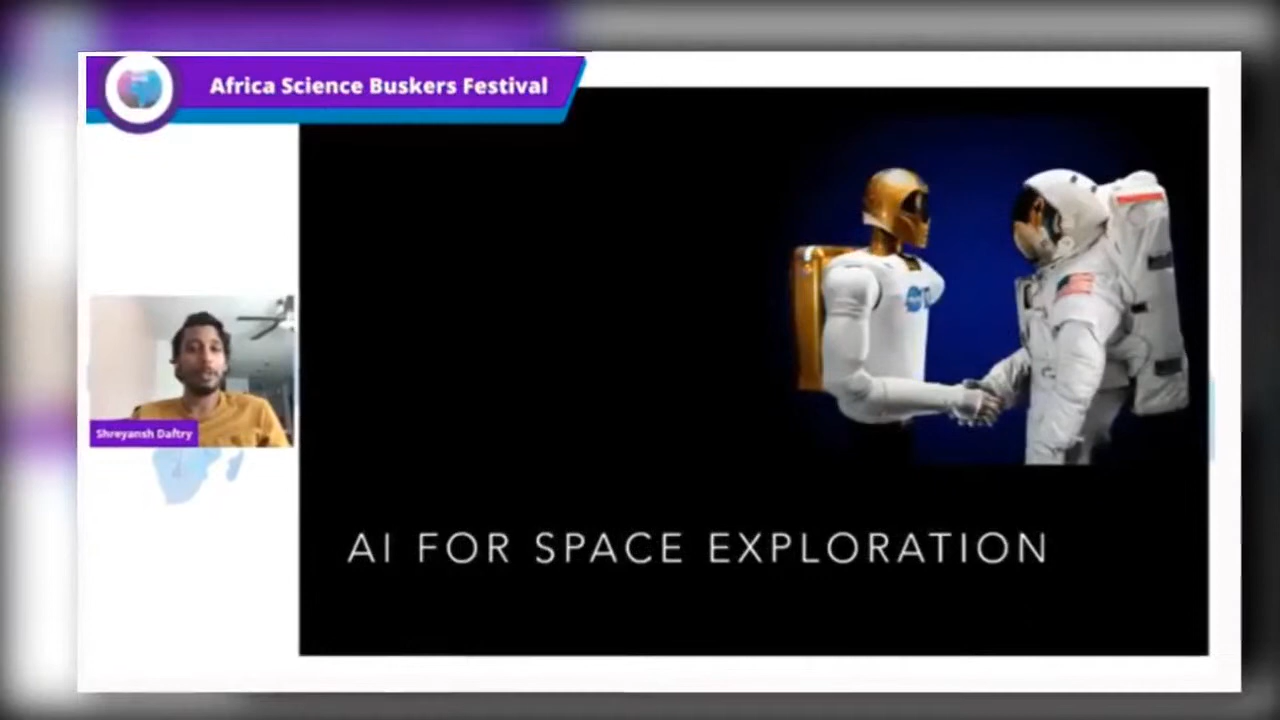 Africa Science Buskers Festival
Shreyansh Daftry
AI FOR SPACE EXPLORATION